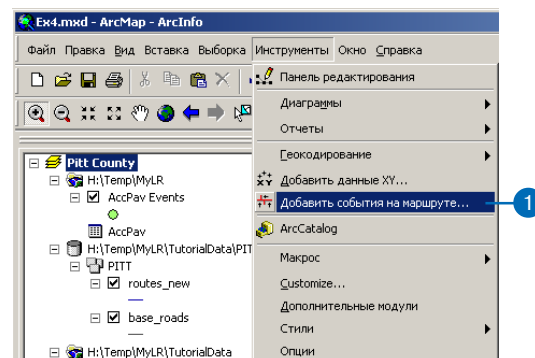 Ex4.mxd - ArcMap - ArcInfo
Файл Правка Вид Вставка Выборка Инструменты Окно Справка
Панель редактирования
Диаграммы
Отчеты
Геокодирование
Добавить данные XY...
Добавить события на маршруте...
1
ArcCatalog
Макрос
Customize...
Дополнительные модули
Стили
Опции
Pitt County
H:\Temp\MyLR
AccPav Events
AccPav
H:\Temp\MyLR\TutorialData\PIT
PITT
routes_new
base_roads
H:\Temp\MyLR\TutorialData